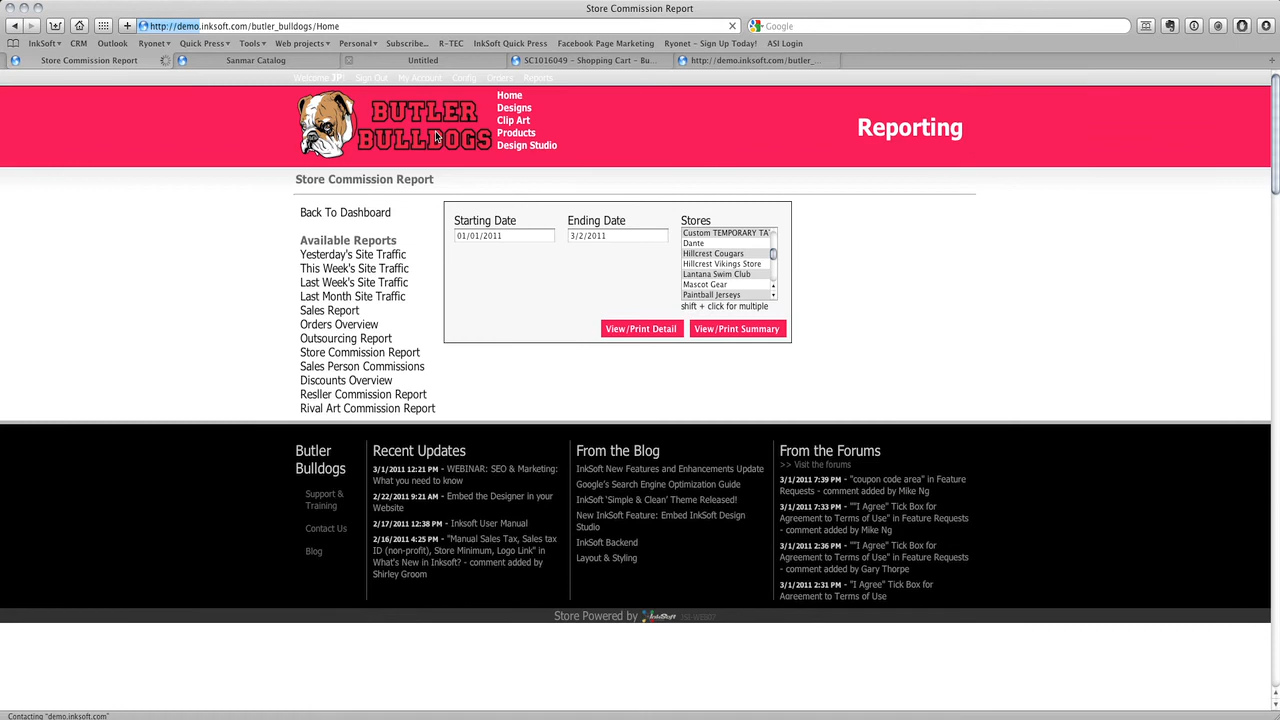 Store Commission Report
http://demo.inksoft.com/butler_bulldogs/Home
Google
InkSoft CRM Outlook Ryonet Quick Press Tools Web projects Personal Subscribe... R-TEC InkSoft Quick Press Facebook Page Marketing Ryonet - Sign Up Today! ASI Login
Store Commission Report Sanmar Catalog Untitled SC1016049 - Shopping Cart - Bu... http://demo.inksoft.com/butler_...
Welcome JP! Sign Out My Account Config Orders Reports
BUTLER
BULLDOGS
Home
Designs
Clip Art
Products
Design Studio
Reporting
Store Commission Report
Back To Dashboard
Available Reports
Yesterday's Site Traffic
This Week's Site Traffic
Last Week's Site Traffic
Last Month Site Traffic
Sales Report
Orders Overview
Outsourcing Report
Store Commission Report
Sales Person Commissions
Discounts Overview
Resller Commission Report
Rival Art Commission Report
Starting Date
01/01/2011
Ending Date
3/2/2011
Stores
Custom TEMPORARY TA
Dante
Hillcrest Cougars
Hillcrest Vikings Store
Lantana Swim Club
Mascot Gear
Paintball Jerseys
shift + click for multiple
View/Print Detail View/Print Summary
Butler
Bulldogs
Support &
Training
Contact Us
Blog
Recent Updates
3/1/2011 12:21 PM - WEBINAR: SEO & Marketing:
What you need to know
2/22/2011 9:21 AM - Embed the Designer in your
Website
2/17/2011 12:38 PM - Inksoft User Manual
2/16/2011 4:25 PM - "Manual Sales Tax, Sales tax
ID (non-profit), Store Minimum, Logo Link" in
What's New in Inksoft? - comment added by
Shirley Groom
From the Blog
InkSoft New Features and Enhancements Update
Google's Search Engine Optimization Guide
InkSoft 'Simple & Clean' Theme Released!
New InkSoft Feature: Embed InkSoft Design
Studio
InkSoft Backend
Layout & Styling
From the Forums
>> Visit the forums
3/1/2011 7:39 PM - "coupon code area" in Feature
Requests - comment added by Mike Ng
3/1/2011 7:33 PM - ""I Agree" Tick Box for
Agreement to Terms of Use" in Feature Requests
- comment added by Mike Ng
3/1/2011 2:36 PM - ""I Agree" Tick Box for
Agreement to Terms of Use" in Feature
Requests - comment added by Gary Thorpe
3/1/2011 2:31 PM - "I Agree" Tick Box for
Agreement to Terms of Use
Store Powered by InkSoft
Contacting "demo.inksoft.com"